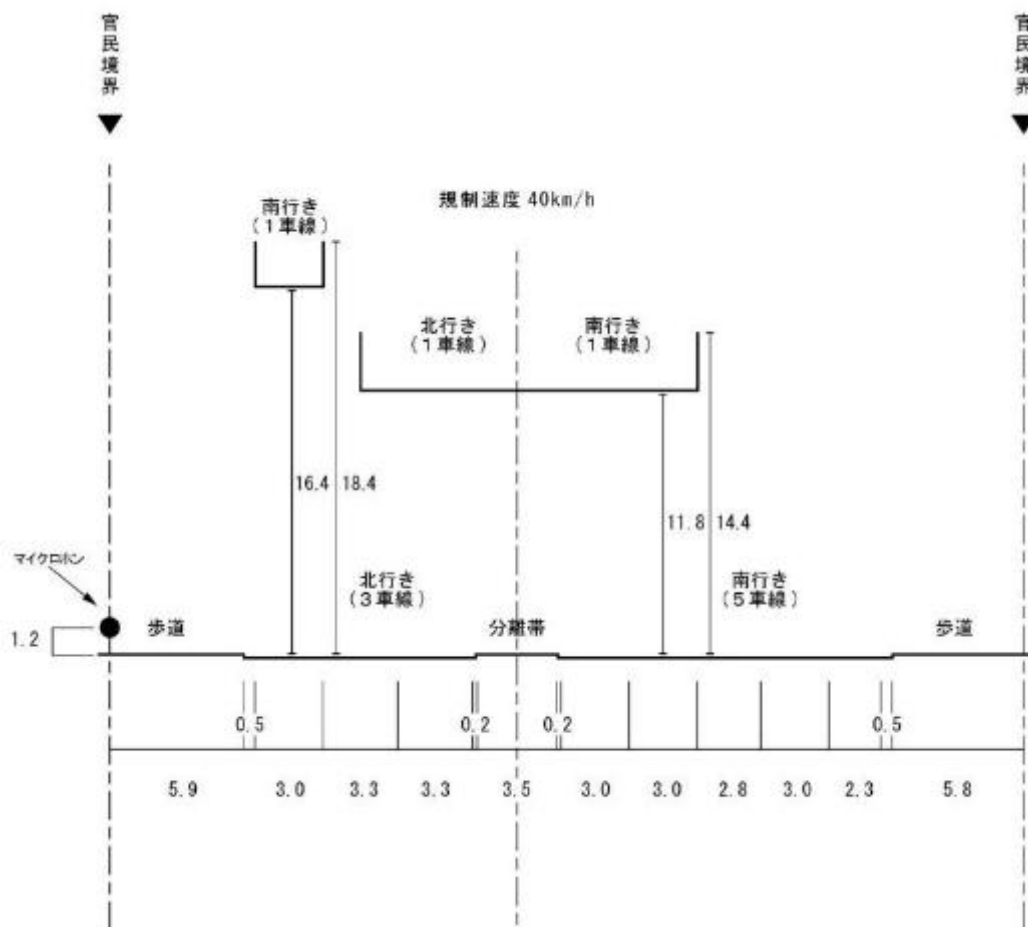 官民境界
官民境界
規制速度 40km/h
南行き
(1車線)
北行き
(1車線)
南行き
(1車線)
16.4
18.4
11.8
14.4
マイクロホン
北行き
(3車線)
南行き
(5車線)
1.2
歩道
分離帯
歩道
0.5
0.2
0.2
0.5
5.9
3.0
3.3
3.3
3.5
3.0
3.0
2.8
3.0
2.3
5.8